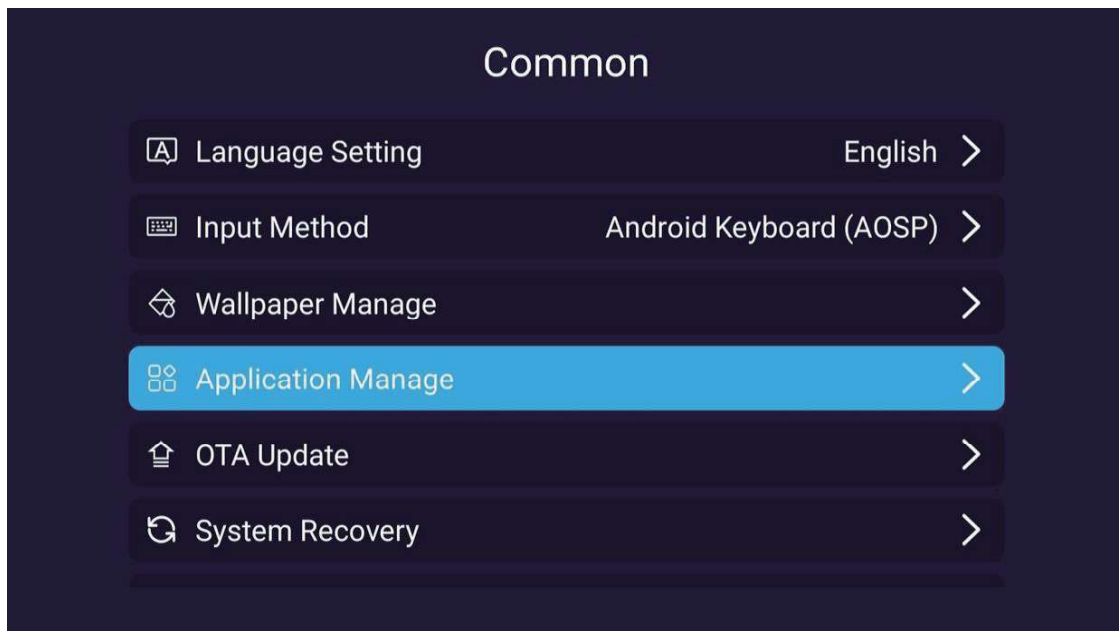 Common
Language Setting English
Input Method Android Keyboard (AOSP)
Wallpaper Manage
Application Manage
OTA Update
System Recovery